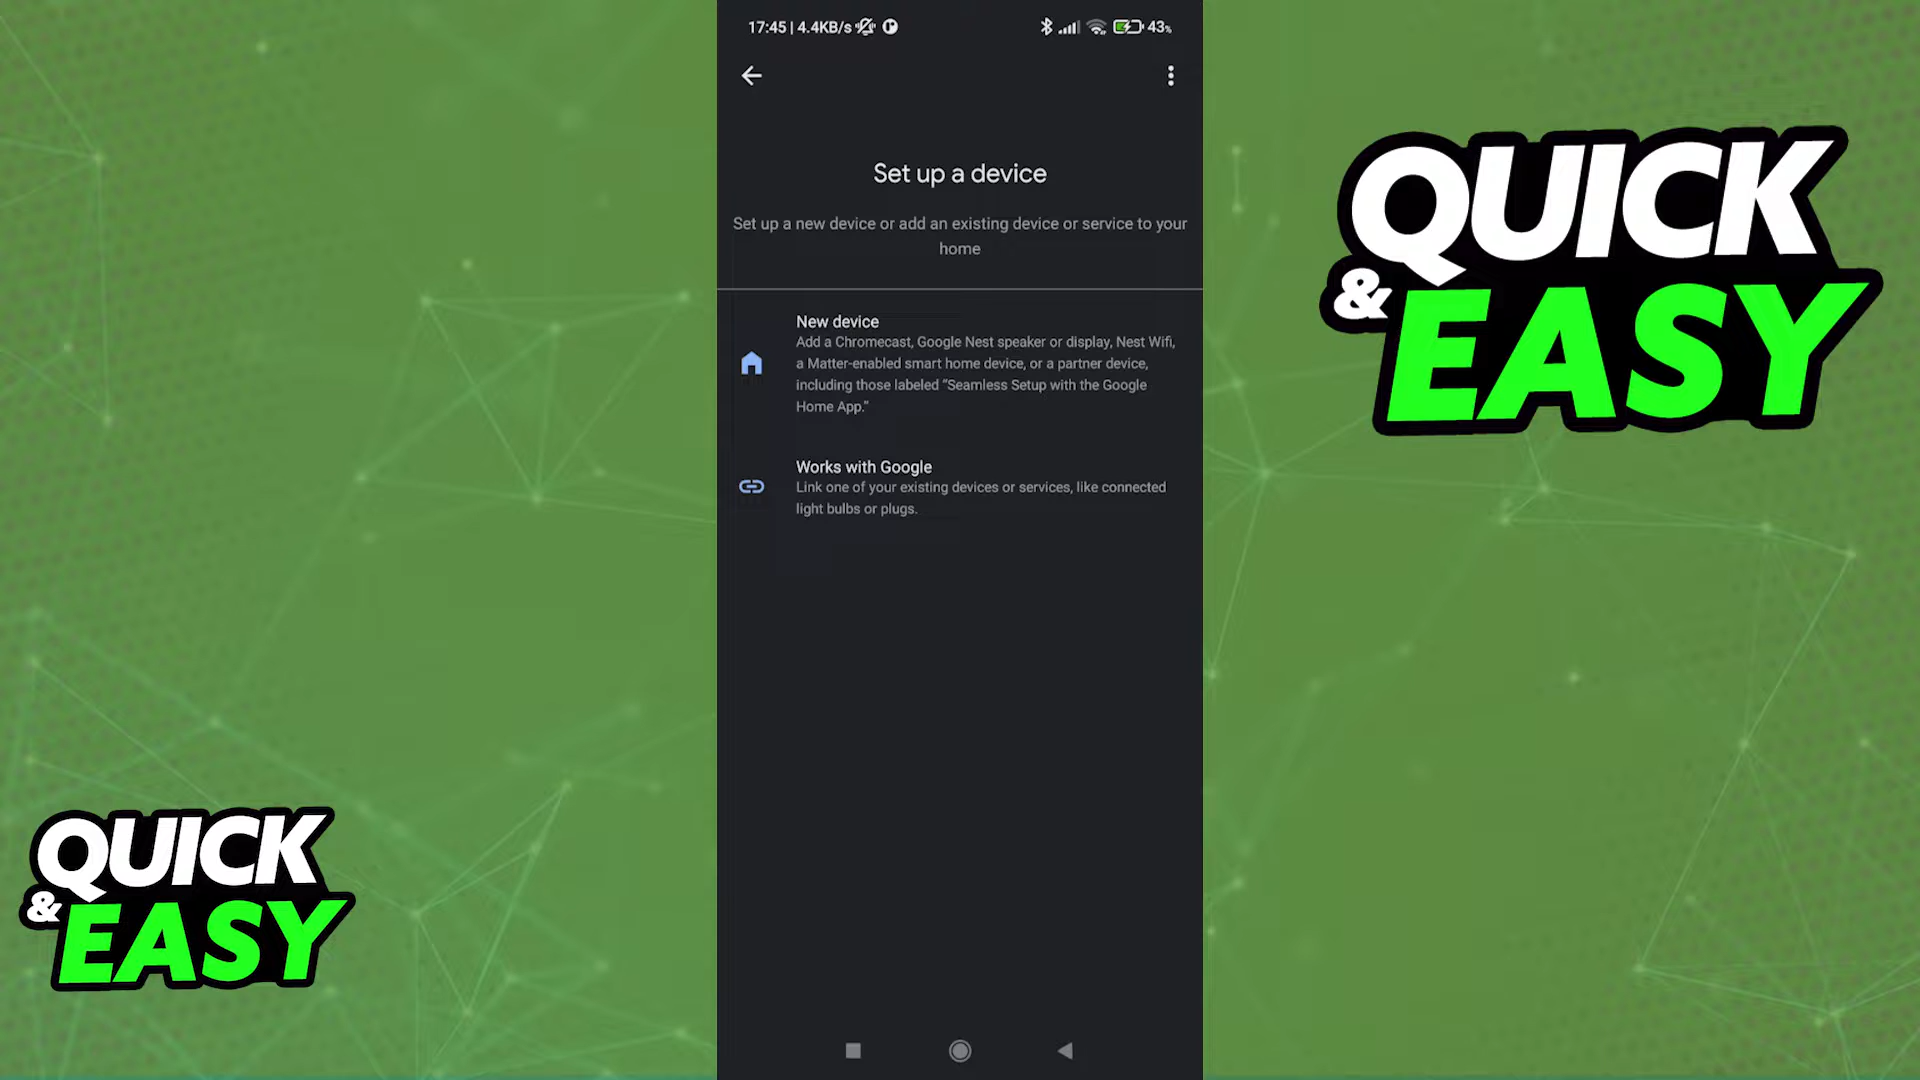 17:45 | 4.4KB/s
43%
Set up a device
Set up a new device or add an existing device or service to your
home
New device
Add a Chromecast, Google Nest speaker or display, Nest Wifi,
a Matter-enabled smart home device, or a partner device,
including those labeled “Seamless Setup with the Google
Home App.”
Works with Google
Link one of your existing devices or services, like connected
light bulbs or plugs.
QUICK
& EASY
QUICK
& EASY